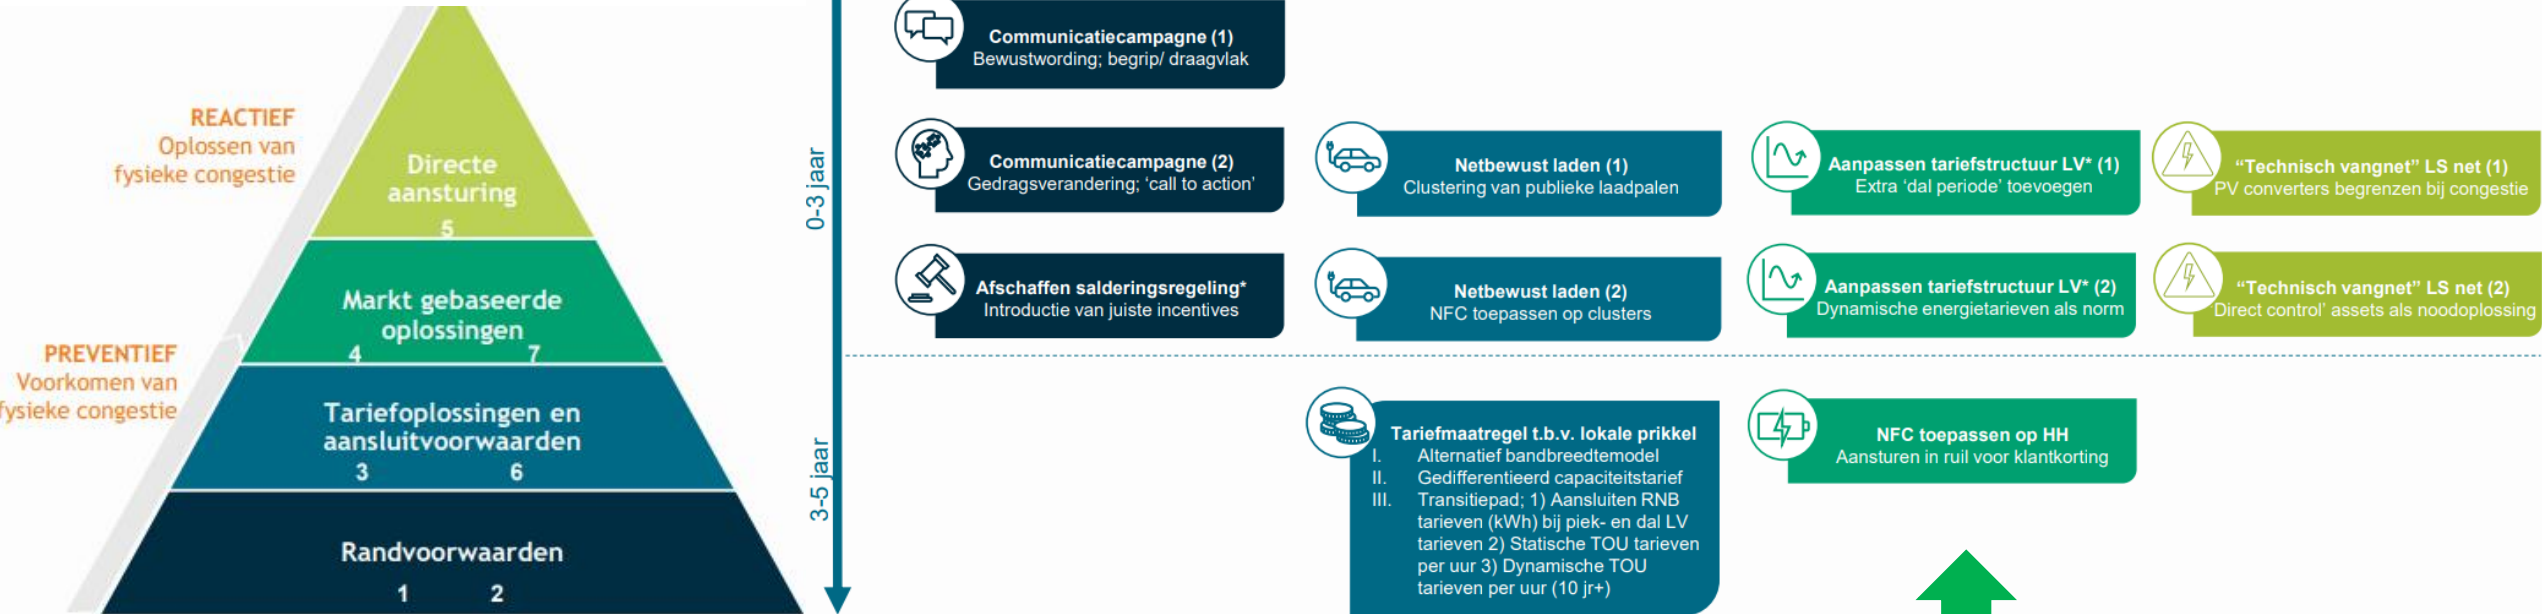 REACTIEF
Oplossen van
fysieke congestie
PREVENTIEF
Voorkomen van
fysieke congestie
Directe
aansturing
5
Markt gebaseerde
oplossingen
4 7
Tariefoplossingen en
aansluitvoorwaarden
3 6
Randvoorwaarden
1 2
0-3 jaar
3-5 jaar
Communicatiecampagne (1)
Bewustwording; begrip/ draagvlak
Communicatiecampagne (2)
Gedragsverandering; ‘call to action’
Afschaffen salderingsregeling*
Introductie van juiste incentives
Netbewust laden (1)
Clustering van publieke laadpalen
Netbewust laden (2)
NFC toepassen op clusters
Tariefmaatregel t.b.v. lokale prikkel
I. Alternatief bandbreedtemodel
II. Gedifferentieerd capaciteitstarief
III. Transitiepad; 1) Aansluiten RNB
tarieven (kWh) bij piek- en dal LV
tarieven 2) Statische TOU tarieven
per uur 3) Dynamische TOU
tarieven per uur (10 jr+)
Aanpassen tariefstructuur LV* (1)
Extra ‘dal periode’ toevoegen
Aanpassen tariefstructuur LV* (2)
Dynamische energietarieven als norm
NFC toepassen op HH
Aansturen in ruil voor klantkorting
“Technisch vangnet” LS net (1)
PV converters begrenzen bij congestie
“Technisch vangnet” LS net (2)
Direct control’ assets als noodoplossing